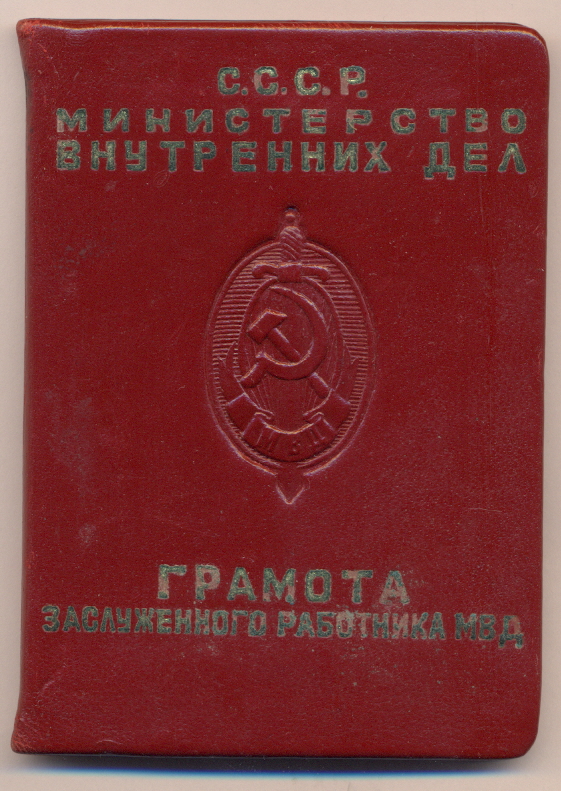 С.С.С.Р.
МИНИСТЕРСТВО
ВНУТРЕННИХ ДЕЛ
МВД
ГРАМОТА
ЗАСЛУЖЕННОГО РАБОТНИКА МВД